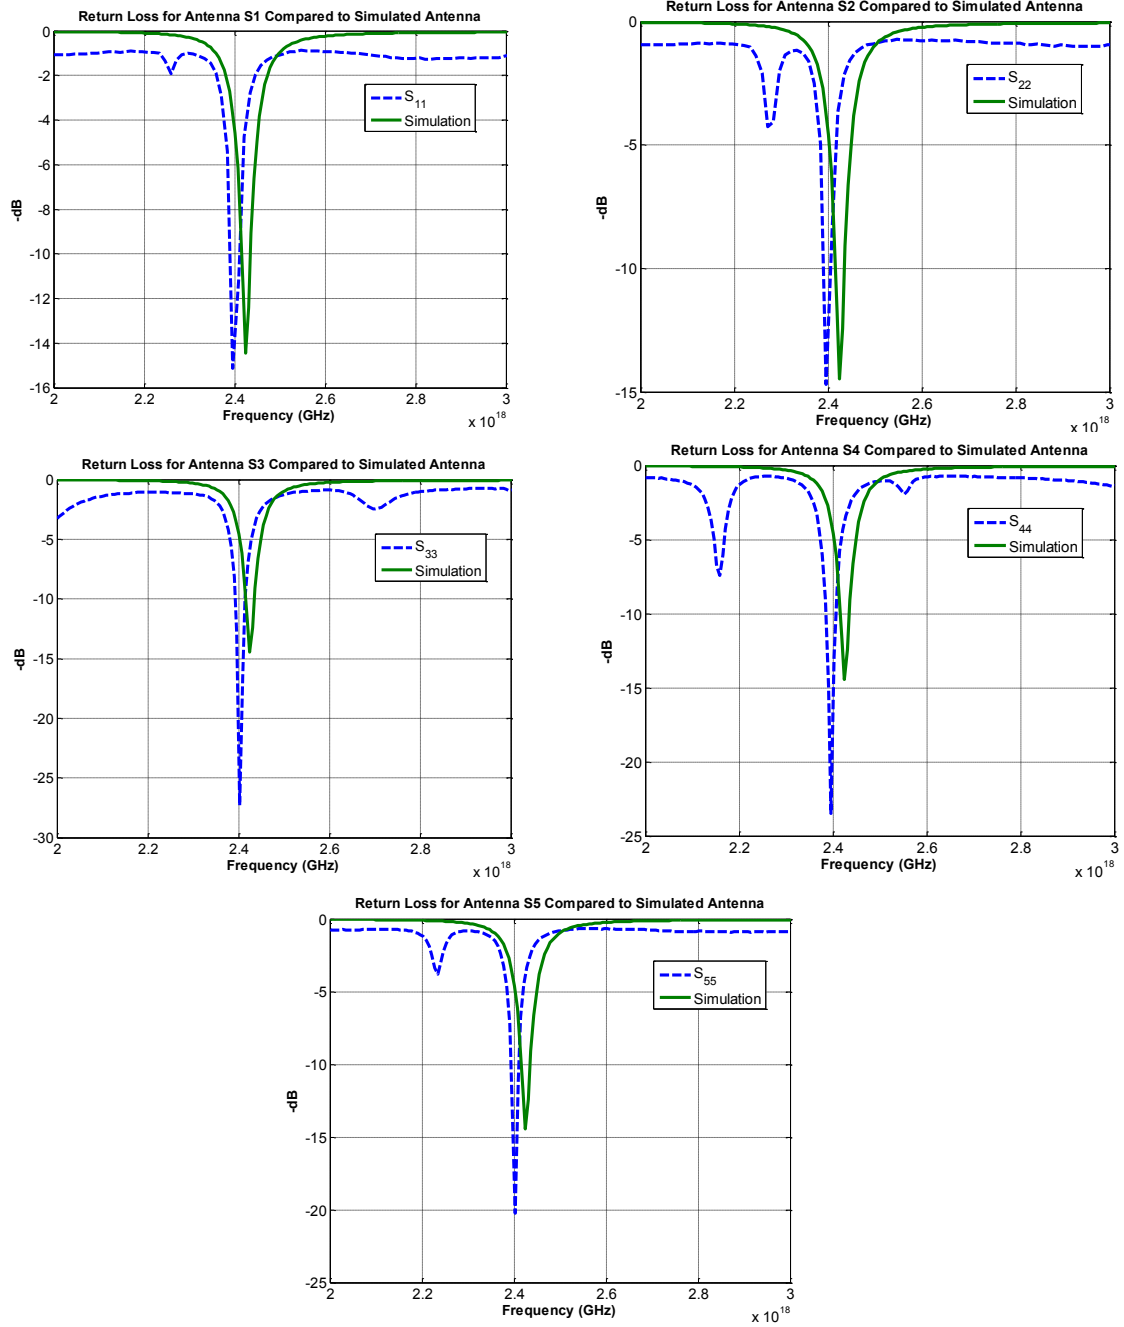 Return Loss for Antenna S1 Compared to Simulated Antenna
0
-2
-4
-6
-8
-10
-12
-14
-16
-dB
S11
Simulation
2 2.2 2.4 2.6 2.8 3
Frequency (GHz)
x 10^18
Return Loss for Antenna S2 Compared to Simulated Antenna
0
-5
-10
-15
-dB
S22
Simulation
2 2.2 2.4 2.6 2.8 3
Frequency (GHz)
x 10^18
Return Loss for Antenna S3 Compared to Simulated Antenna
0
-5
-10
-15
-20
-25
-30
-dB
S33
Simulation
2 2.2 2.4 2.6 2.8 3
Frequency (GHz)
x 10^18
Return Loss for Antenna S4 Compared to Simulated Antenna
0
-5
-10
-15
-20
-25
-dB
S44
Simulation
2 2.2 2.4 2.6 2.8 3
Frequency (GHz)
x 10^18
Return Loss for Antenna S5 Compared to Simulated Antenna
0
-5
-10
-15
-20
-25
-dB
S55
Simulation
2 2.2 2.4 2.6 2.8 3
Frequency (GHz)
x 10^18